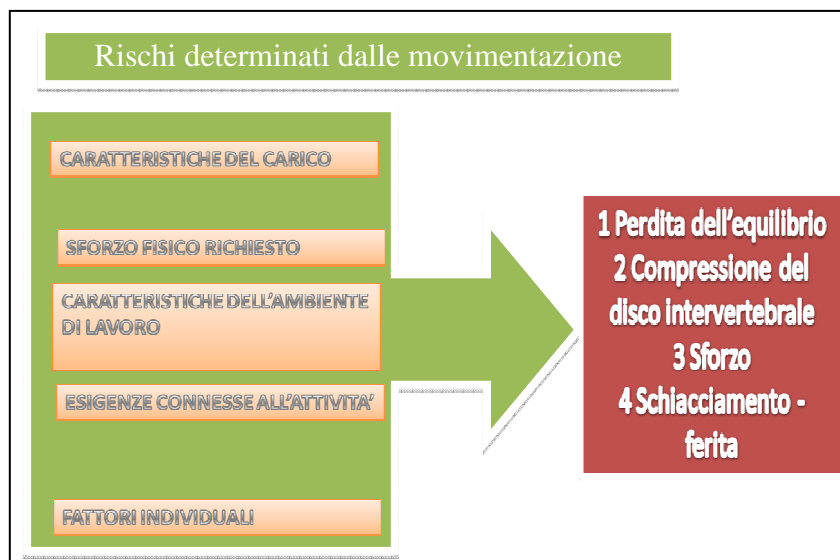 Rischi determinati dalle movimentazione
CARATTERISTICHE DEL CARICO
SFORZO FISICO RICHIESTO
CARATTERISTICHE DELL'AMBIENTE
DI LAVORO
ESIGENZE CONNESSE ALL'ATTIVITA'
FATTORI INDIVIDUALI
1 Perdita dell'equilibrio
2 Compressione del
disco intervertebrale
3 Sforzo
4 Schiacciamento -
ferita